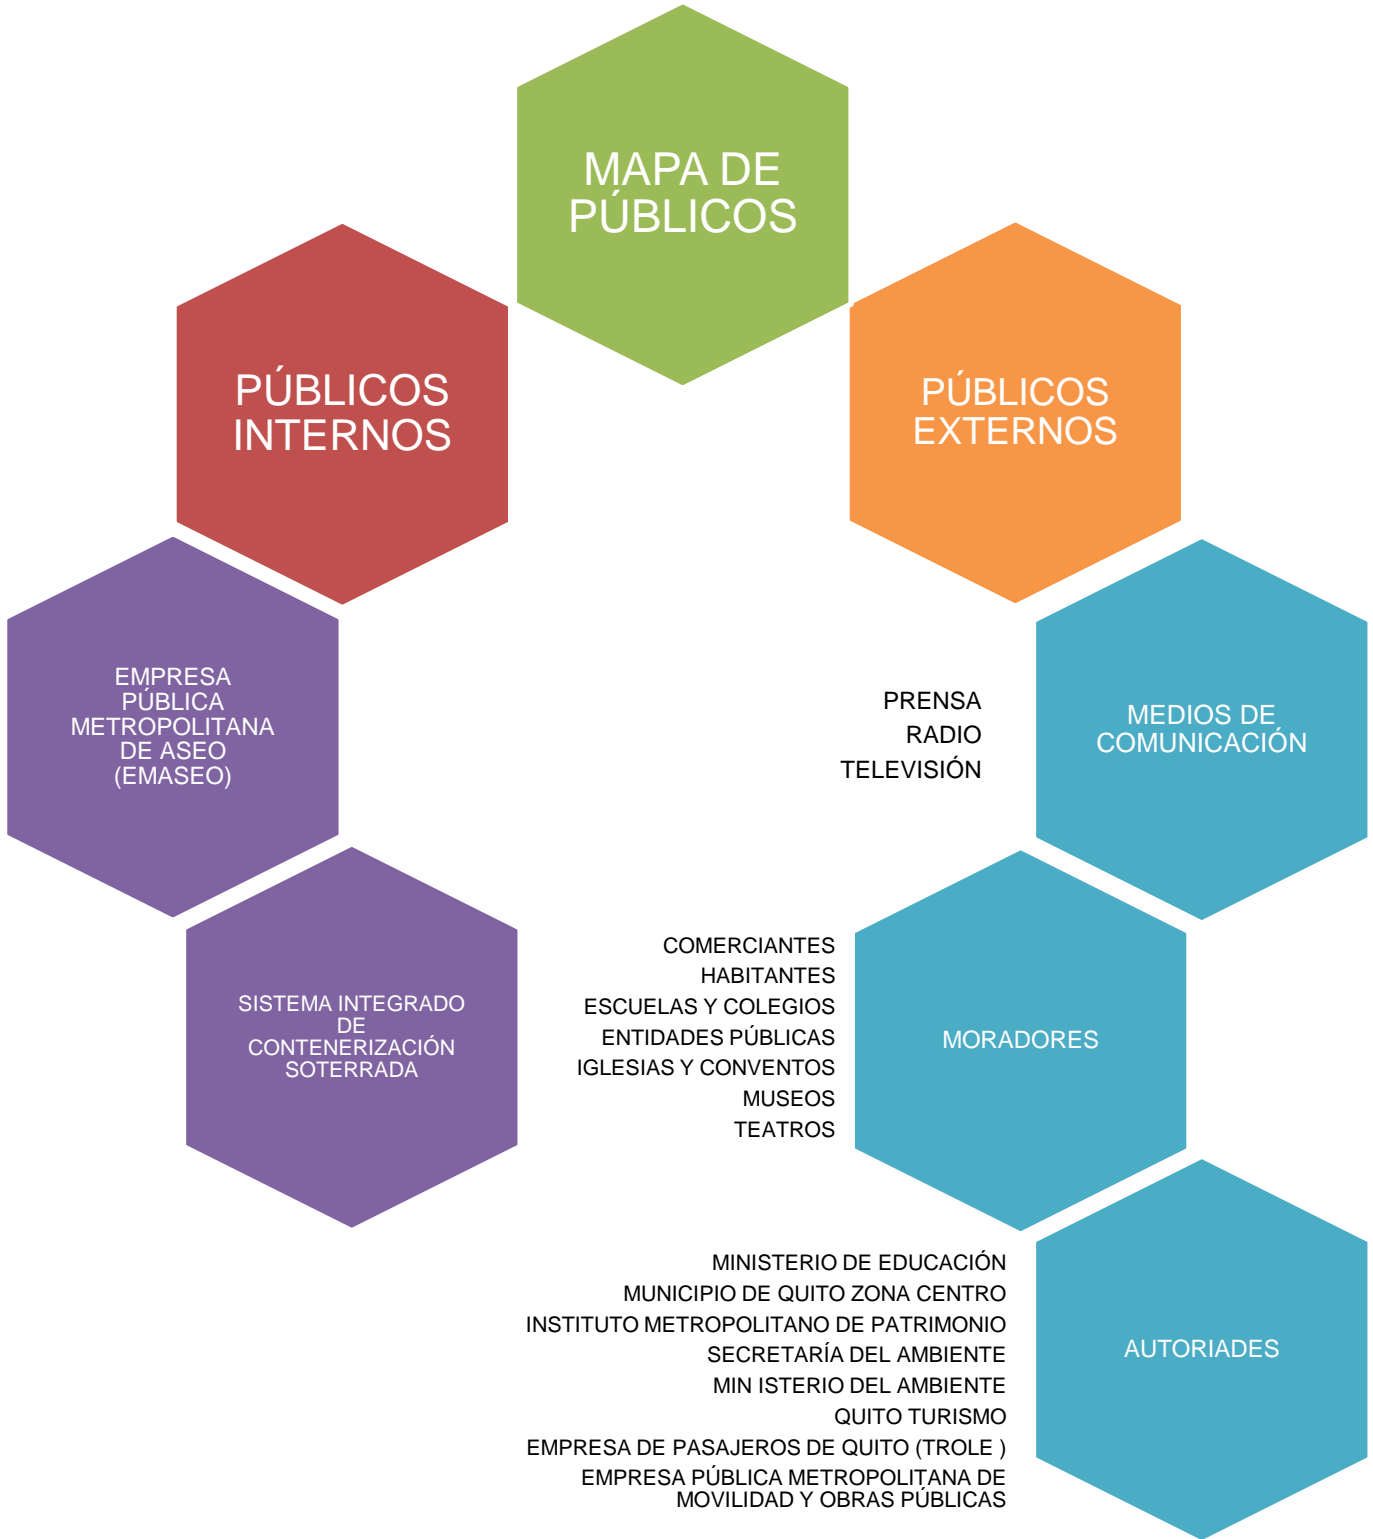 MAPA DE
PÚBLICOS
PÚBLICOS
INTERNOS
PÚBLICOS
EXTERNOS
EMPRESA
PÚBLICA
METROPOLITANA
DE ASEO
(EMASEO)
SISTEMA INTEGRADO
DE
CONTENERIZACIÓN
SOTERRADA
PRENSA
RADIO
TELEVISIÓN
MEDIOS DE
COMUNICACIÓN
COMERCIANTES
HABITANTES
ESCUELAS Y COLEGIOS
ENTIDADES PÚBLICAS
IGLESIAS Y CONVENTOS
MUSEOS
TEATROS
MORADORES
MINISTERIO DE EDUCACIÓN
MUNICIPIO DE QUITO ZONA CENTRO
INSTITUTO METROPOLITANO DE PATRIMONIO
SECRETARÍA DEL AMBIENTE
MIN ISTERIO DEL AMBIENTE
QUITO TURISMO
EMPRESA DE PASAJEROS DE QUITO (TROLE )
EMPRESA PÚBLICA METROPOLITANA DE
MOVILIDAD Y OBRAS PÚBLICAS
AUTORIADES